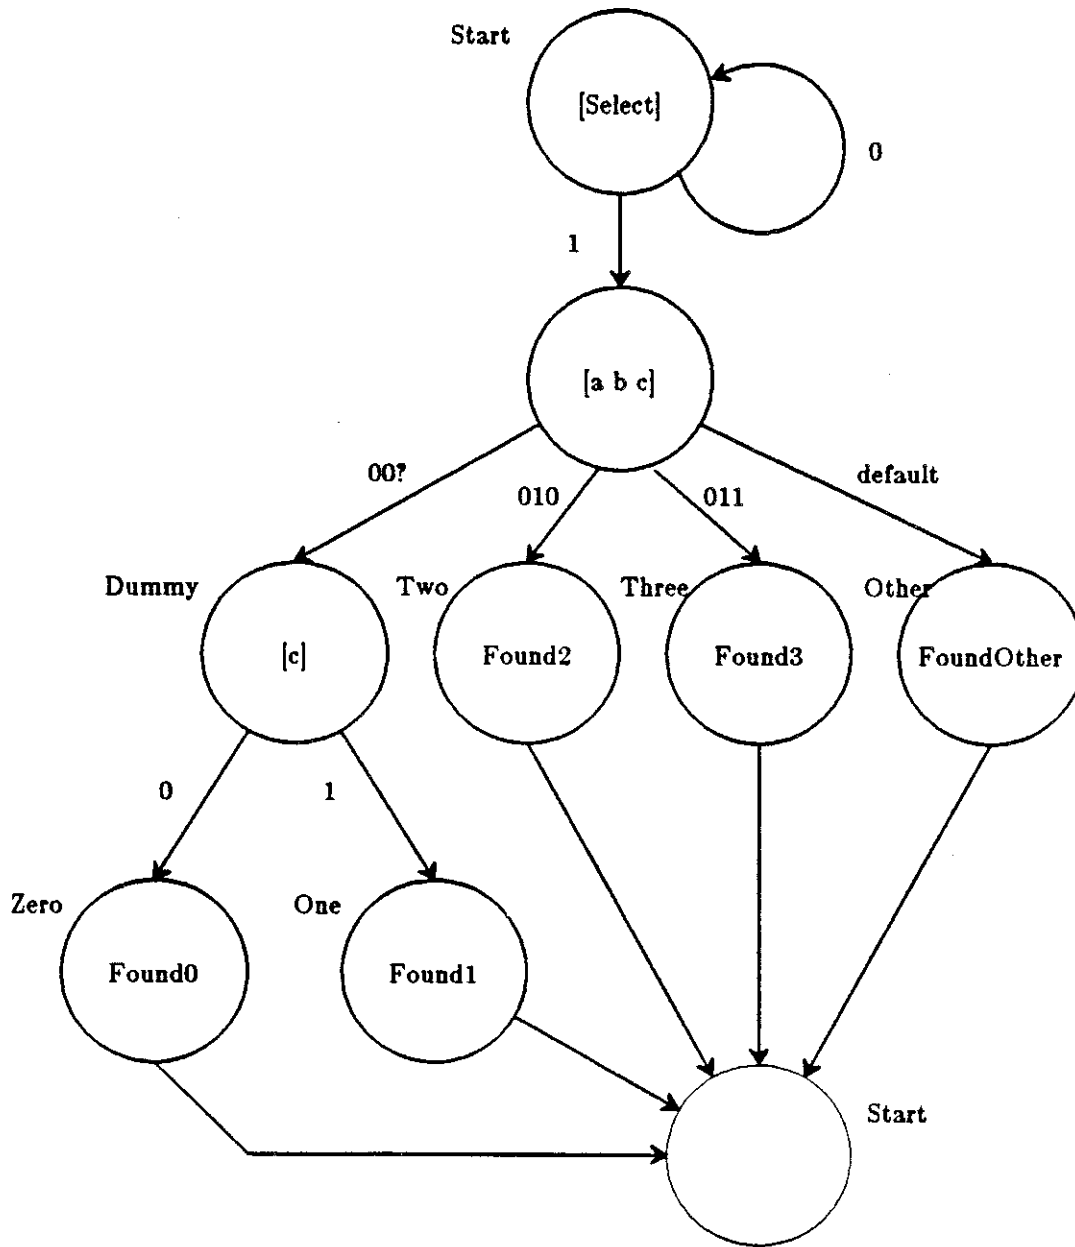 Start
[Select]
0
1
[a b c]
00?
010
011
default
Dummy
Two
Three
Other
[c]
Found2
Found3
FoundOther
0
1
Zero
One
Found0
Found1
Start